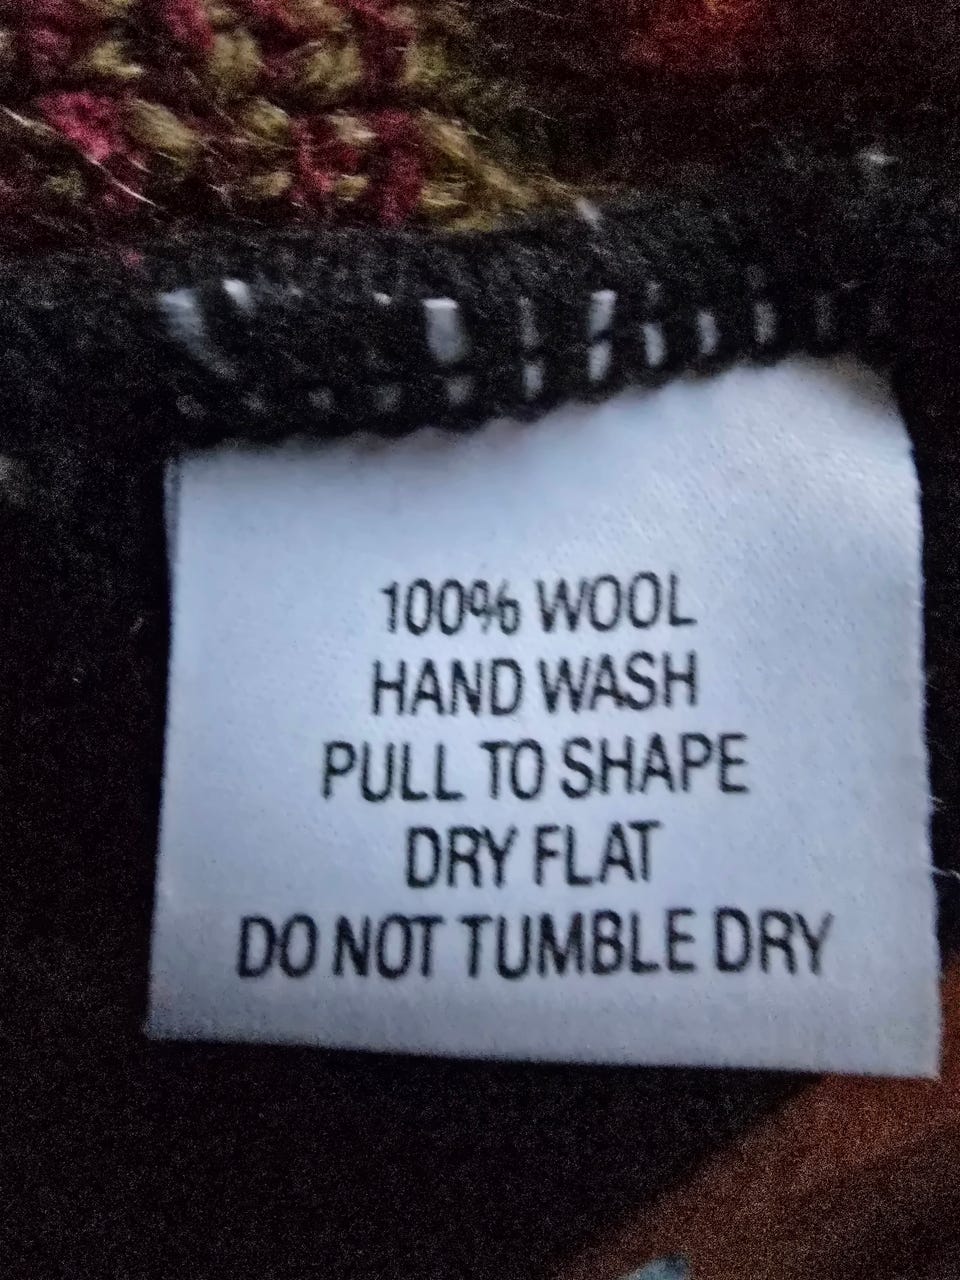 100% WOOL
HAND WASH
PULL TO SHAPE
DRY FLAT
DO NOT TUMBLE DRY